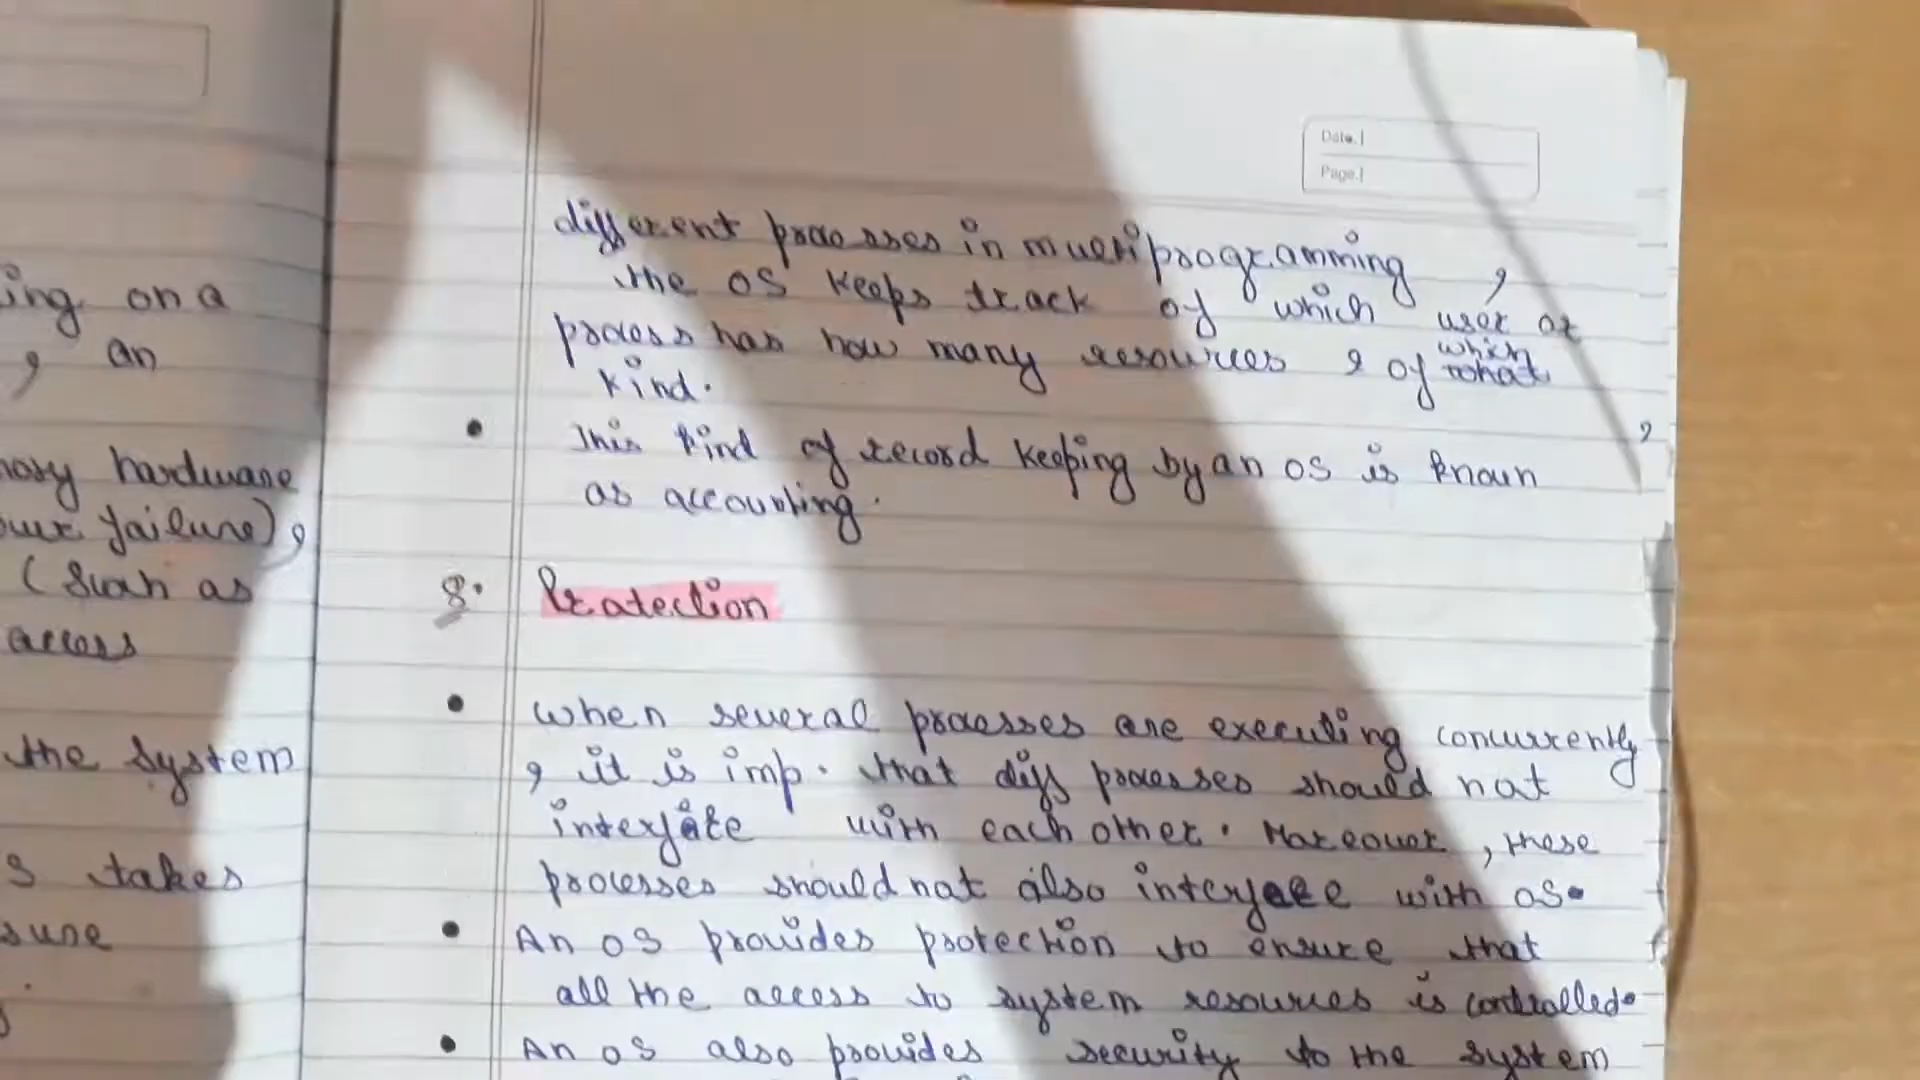 ing on a
, an
hardware
failure),
(Such as
access
the system
s takes
sure
Date.
Page.
different processes in multiprogramming ,
the OS keeps track of which user or
process has how many resources & of which what
kind.
• This kind of record keeping by an OS is known
as accounting.
8. Protection
• When several processes are executing concurrently
, it is imp. that diff processes should not
interfere with each other. Moreover, these
processes should not also interfere with OS.
• An OS provides protection to ensure that
all the access to system resources is controlled.
• An OS also provides security to the system